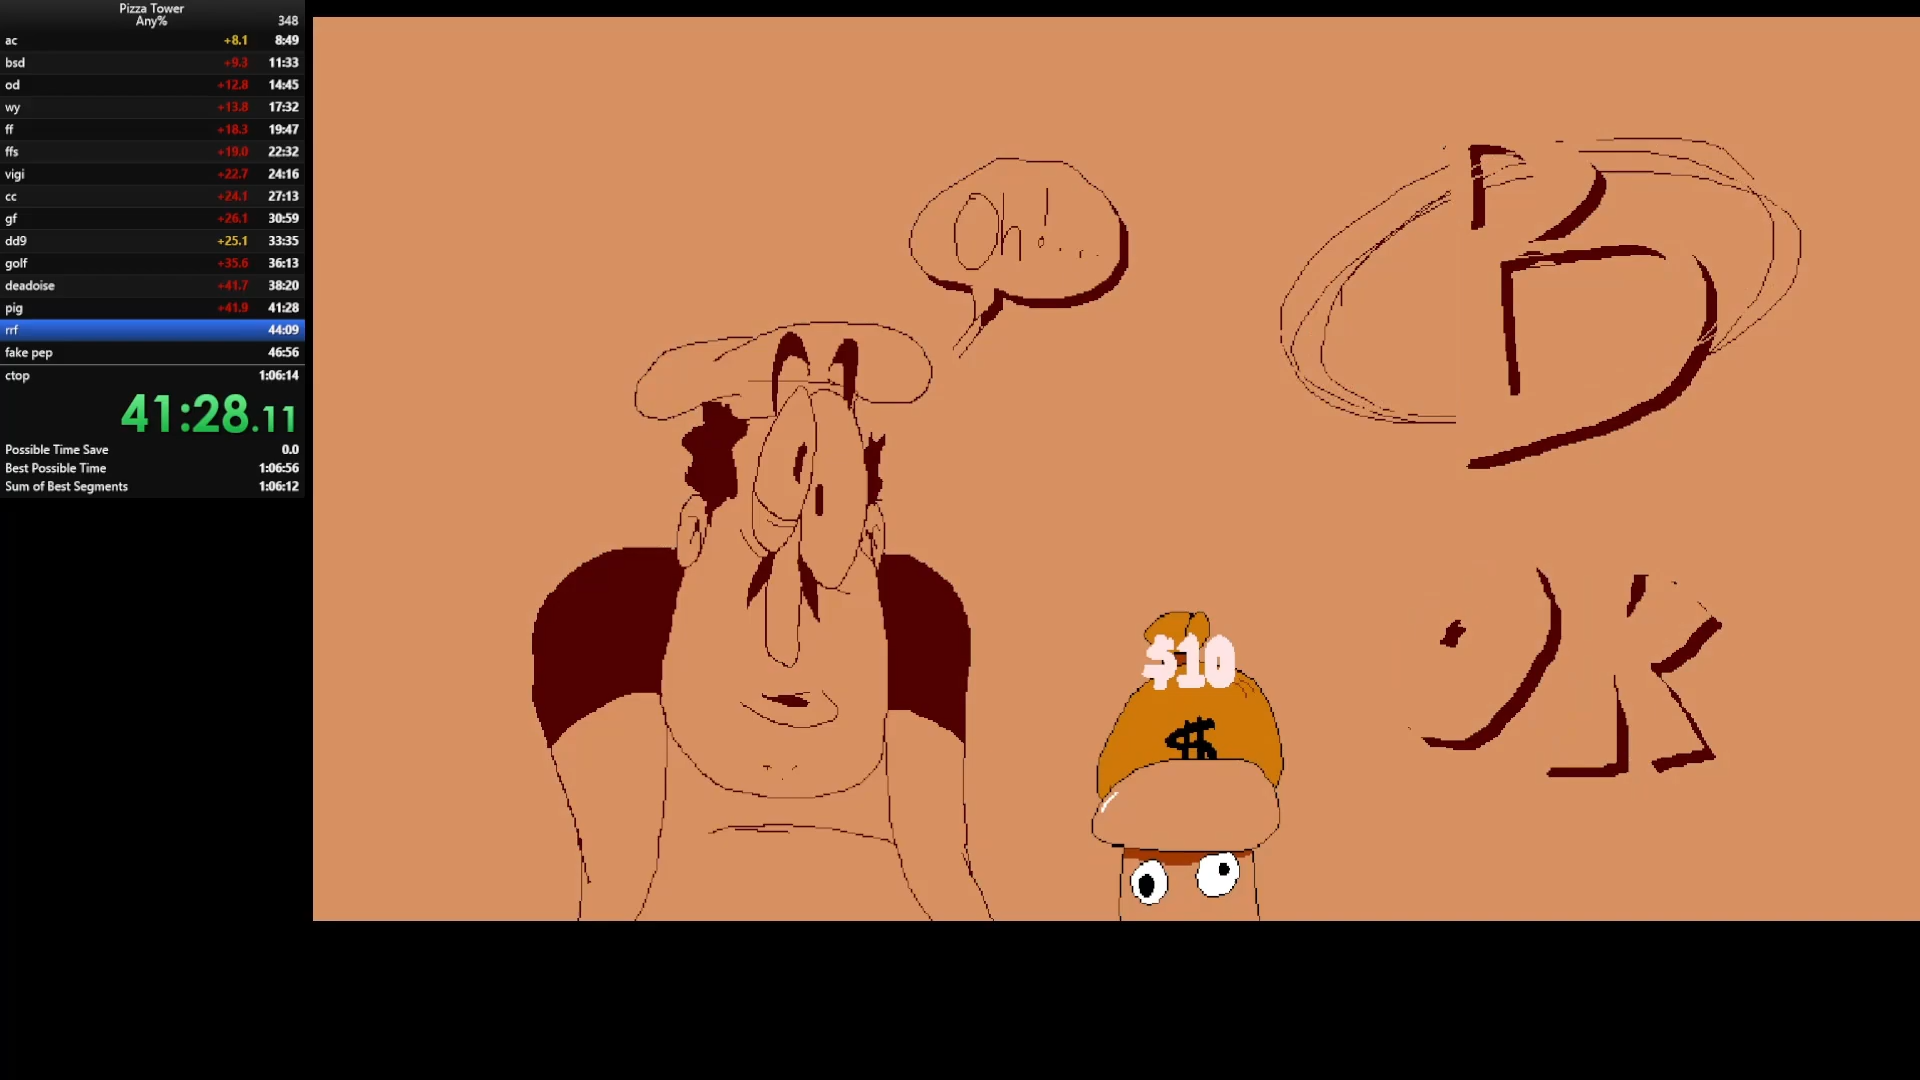 Pizza Tower
Any%
348
ac +8.1 8:49
bsd +9.3 11:33
od +12.8 14:45
wy +13.8 17:32
ff +18.3 19:47
ffs +19.0 22:32
vigi +22.7 24:16
cc +24.1 27:13
gf +26.1 30:59
dd9 +25.1 33:35
golf +35.6 36:13
deadoise +41.7 38:20
pig +41.9 41:28
rrf 44:09
fake pep 46:56
ctop 1:06:14
41:28.11
Possible Time Save 0.0
Best Possible Time 1:06:56
Sum of Best Segments 1:06:12
Oh!....
$10
$